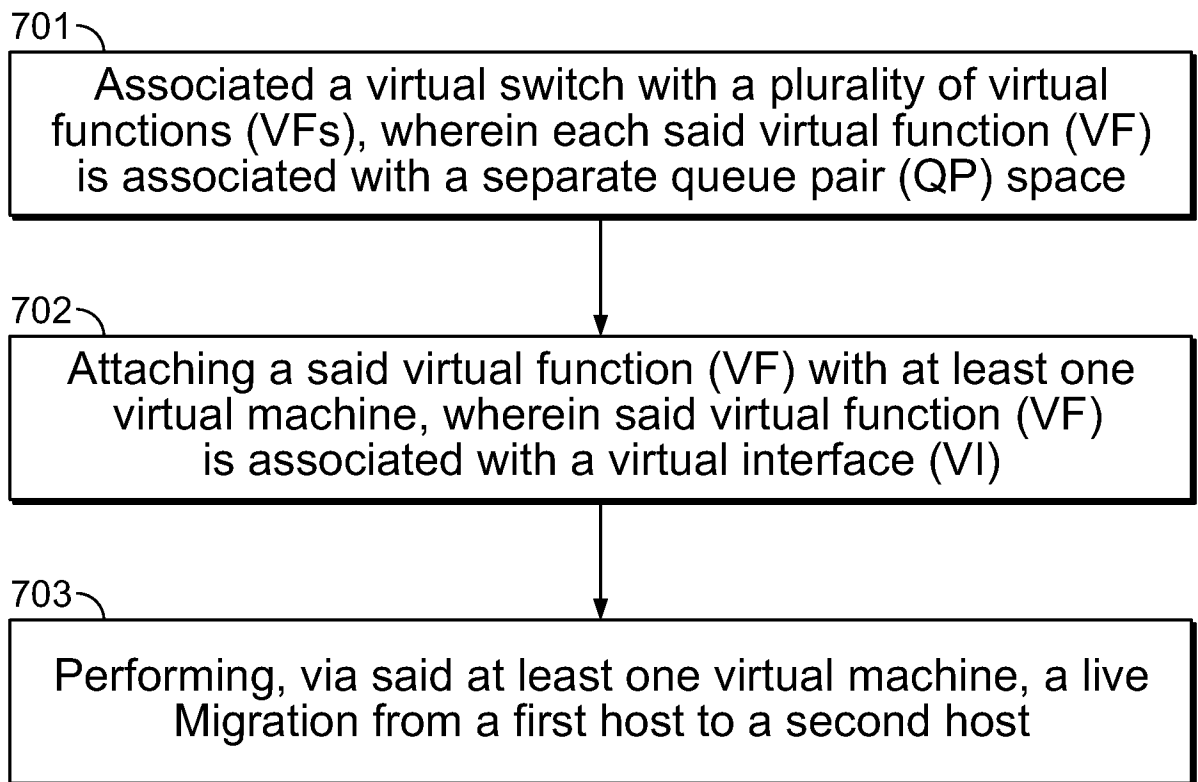 701
Associated a virtual switch with a plurality of virtual
functions (VFs), wherein each said virtual function (VF)
is associated with a separate queue pair (QP) space
702
Attaching a said virtual function (VF) with at least one
virtual machine, wherein said virtual function (VF)
is associated with a virtual interface (VI)
703
Performing, via said at least one virtual machine, a live
Migration from a first host to a second host